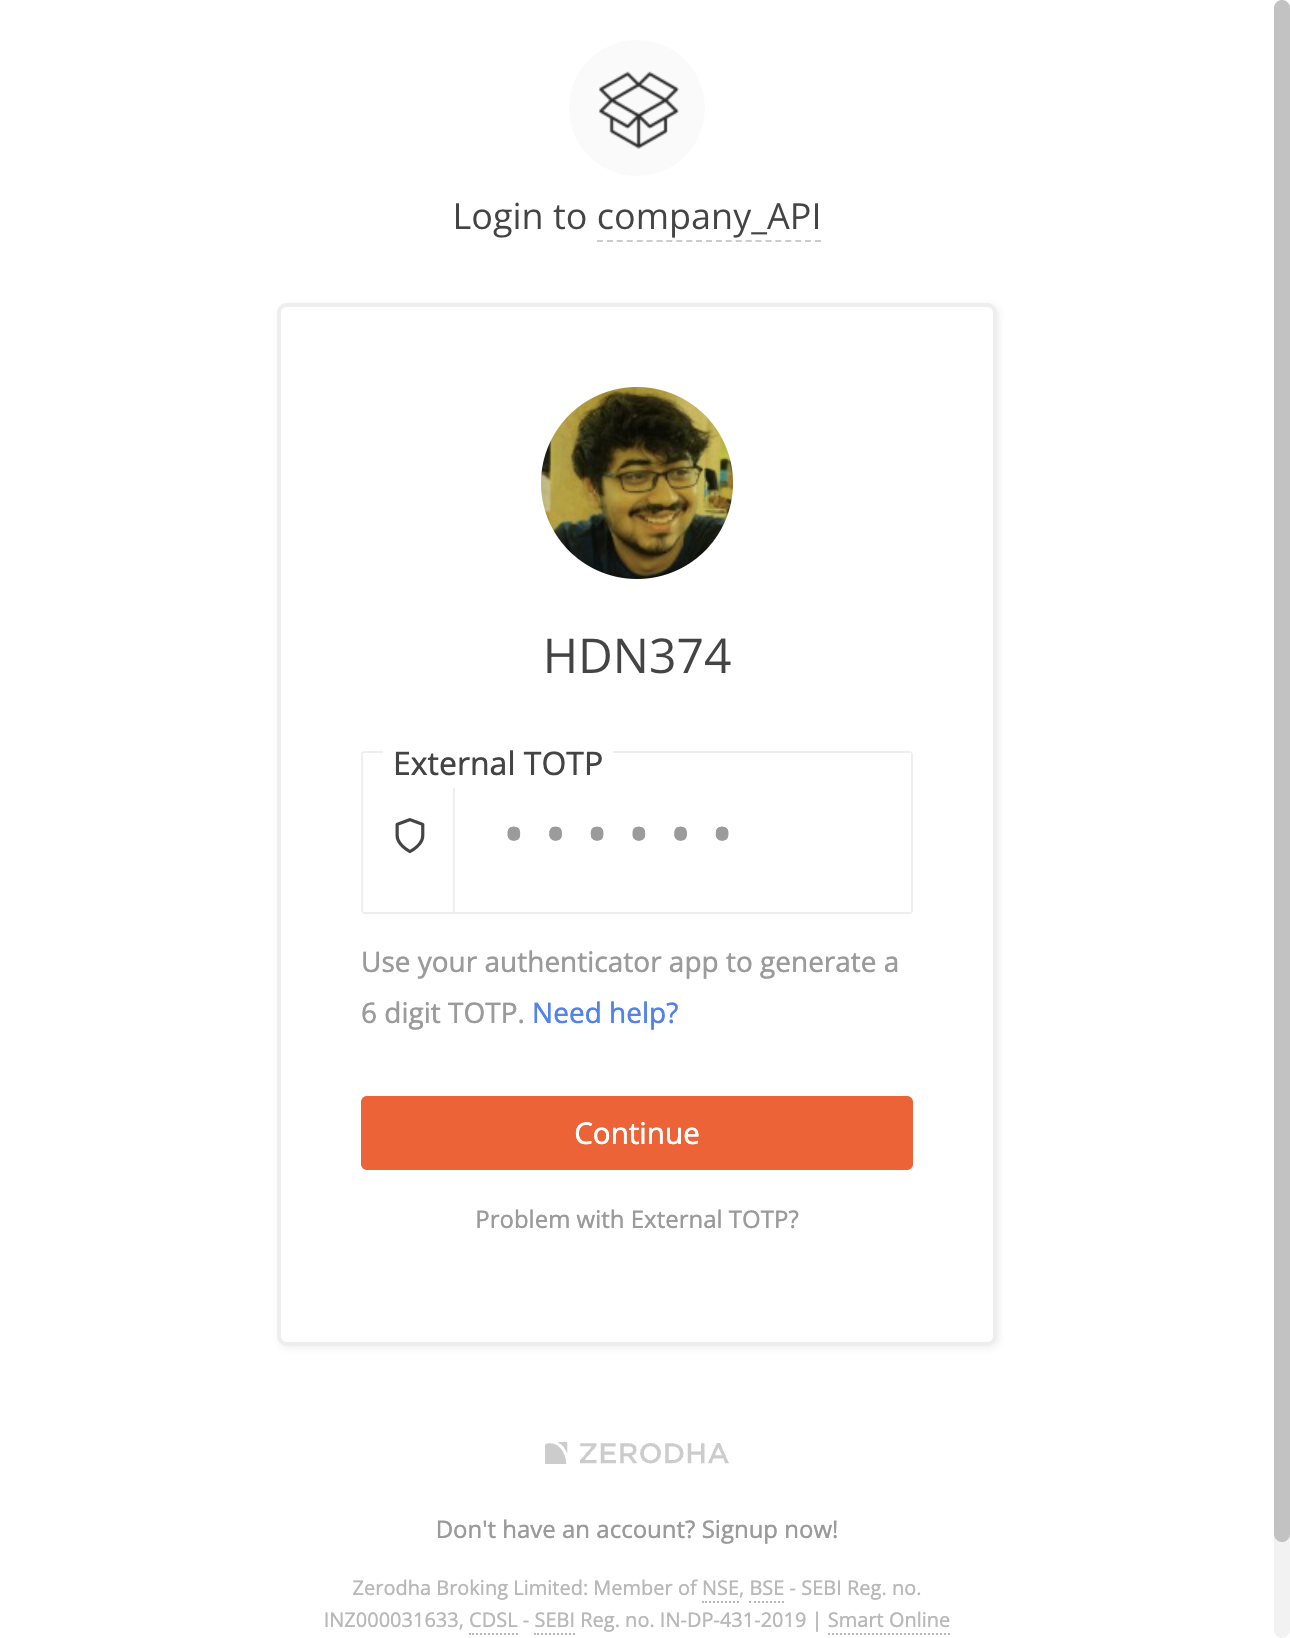 Login to company_API
HDN374
External TOTP
Use your authenticator app to generate a
6 digit TOTP. Need help?
Continue
Problem with External TOTP?
ZERODHA
Don't have an account? Signup now!
Zerodha Broking Limited: Member of NSE, BSE - SEBI Reg. no.
INZ000031633, CDSL - SEBI Reg. no. IN-DP-431-2019 | Smart Online